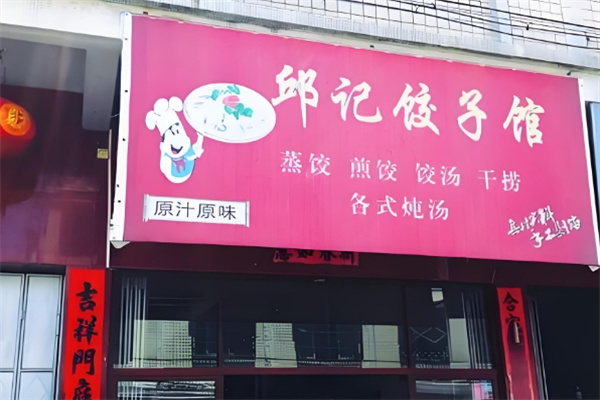 邱记饺子馆
蒸饺 煎饺 饺汤 干捞
各式炖汤
原汁原味
吉祥門庭